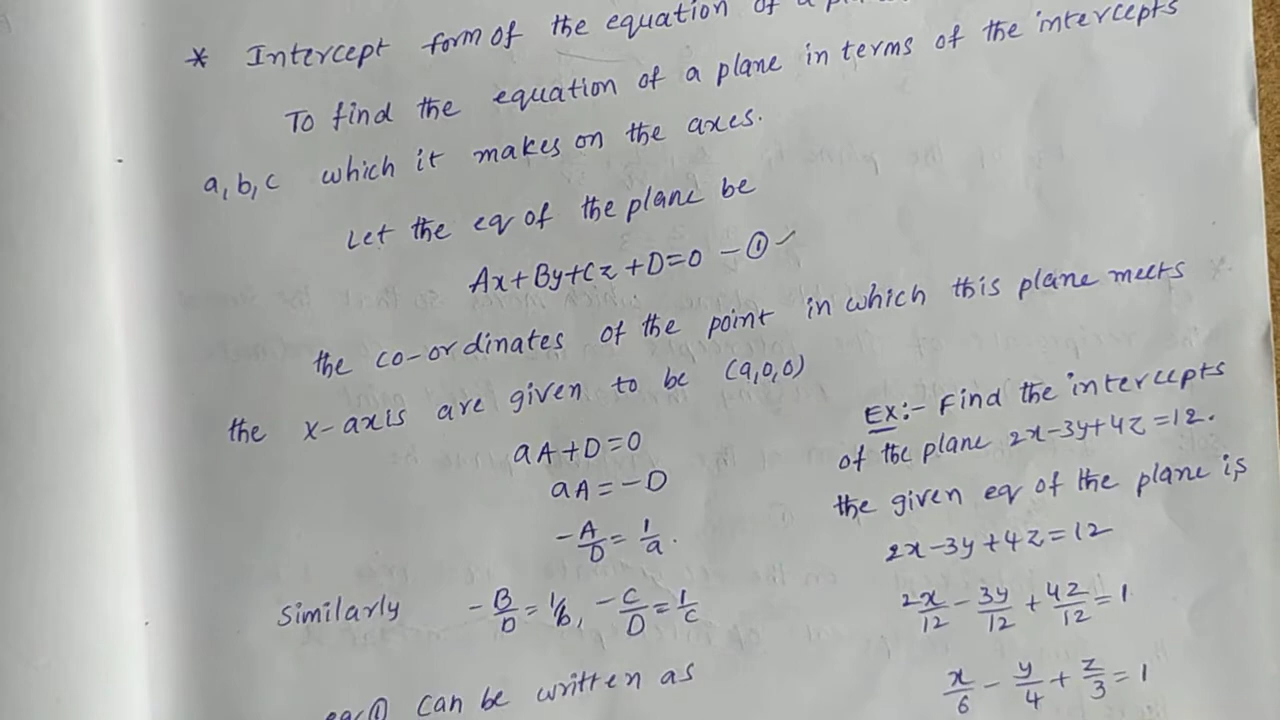 * Intercept form of the equation of a
To find the equation of a plane in terms of the intercepts
a,b,c which it makes on the axes.
Let the eq of the plane be
Ax+By+Cz+D=0 -①
the co-ordinates of the point in which this plane meets
the x-axis are given to be (a,0,0)
aA+D=0
aA=-D
-A/D=1/a.
Similarly -B/D=1/b, -C/D=1/c
eq① can be written as
Ex:- Find the intercepts
of the plane 2x-3y+4z=12.
the given eq of the plane is
2x-3y+4z=12
2x/12-3y/12+4z/12=1
x/6-y/4+z/3=1